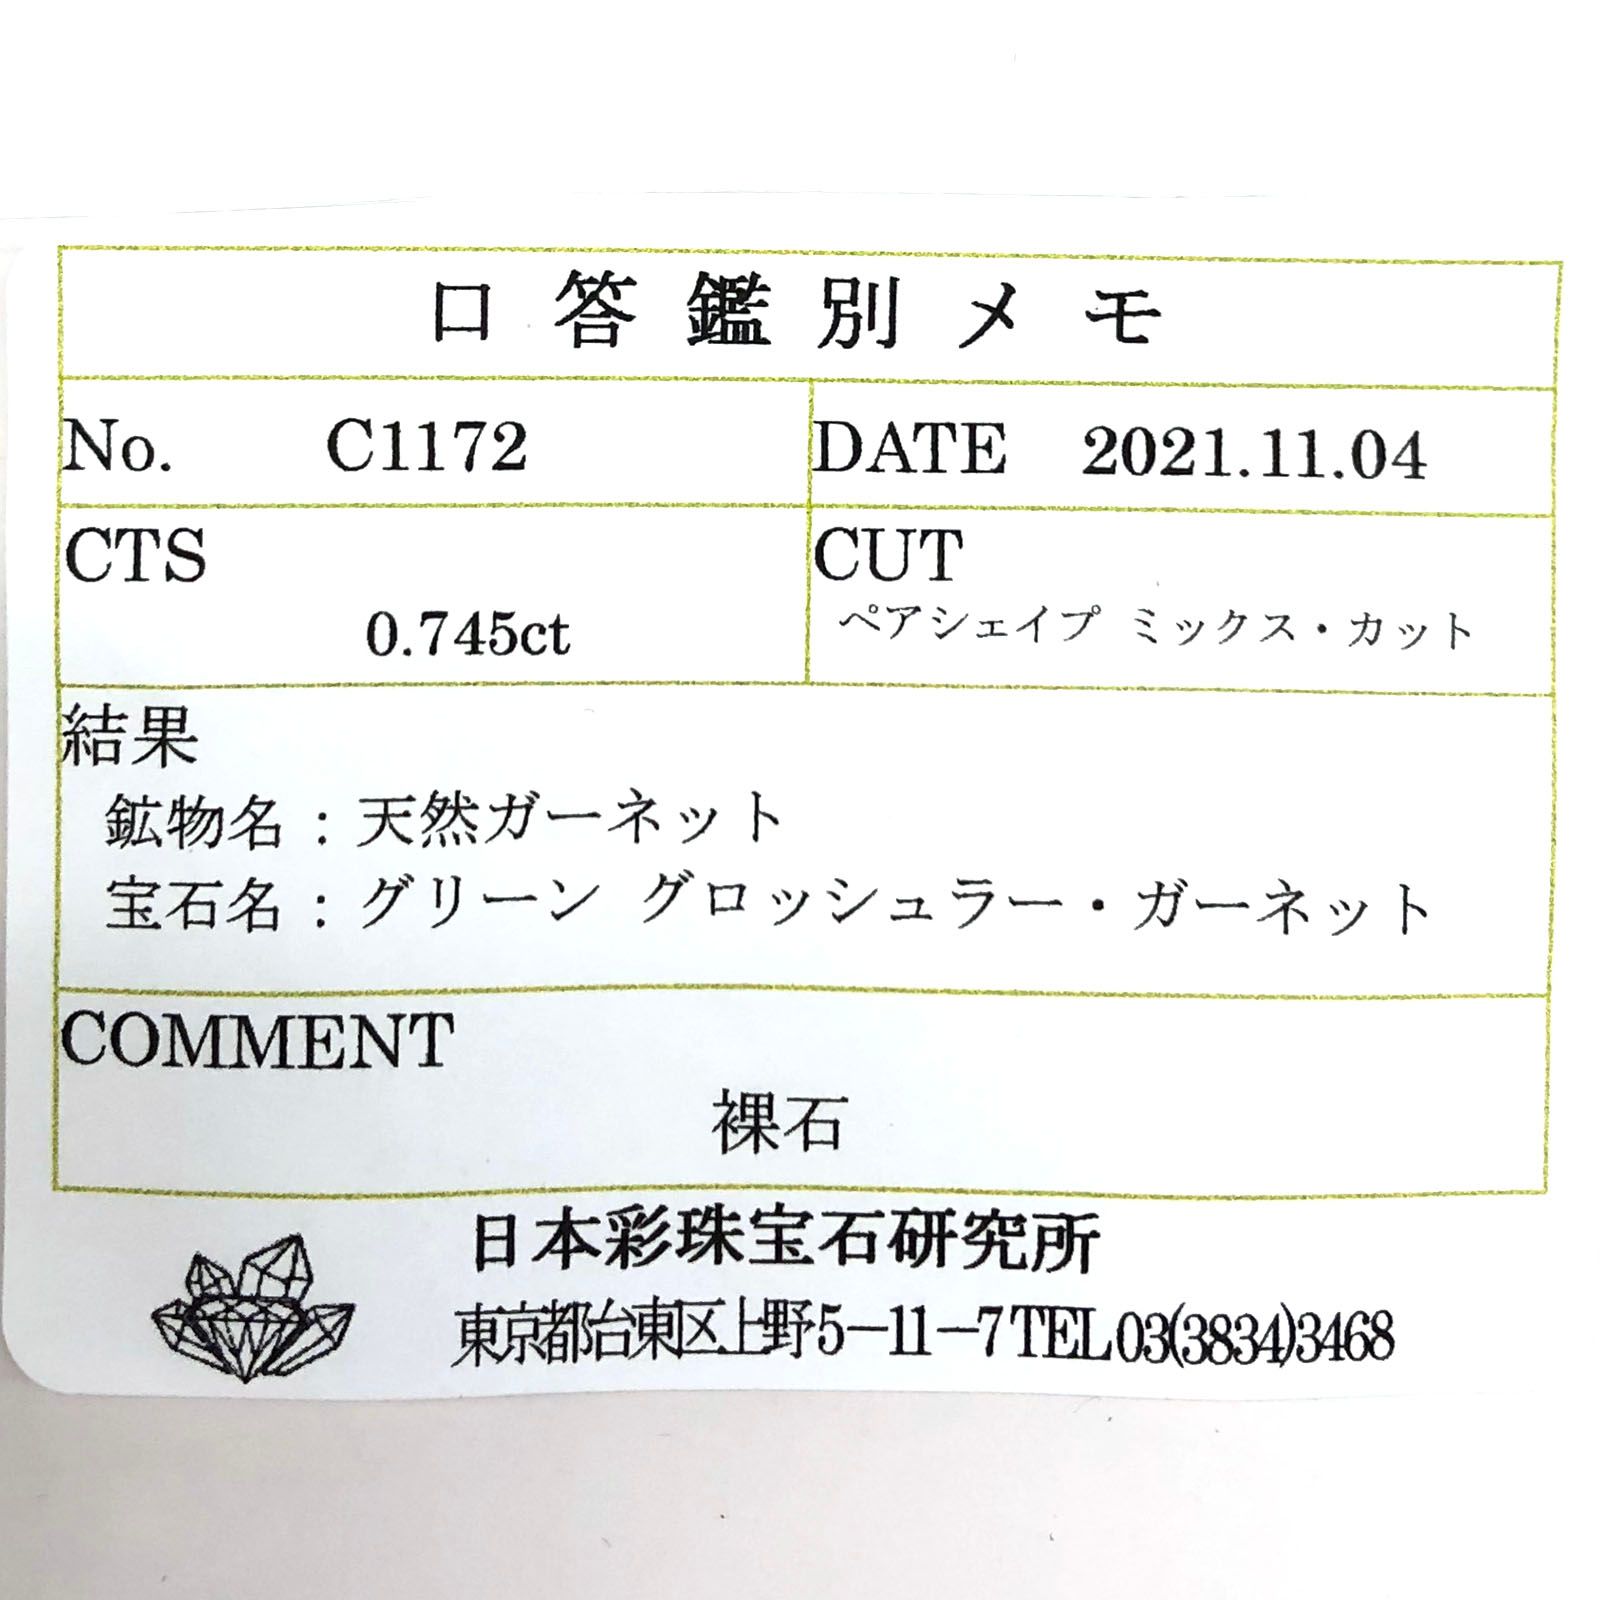 口答鑑別メモ
No. C1172
DATE 2021.11.04
CTS
0.745ct
CUT
ペアシェイプ ミックス・カット
結果
鉱物名：天然ガーネット
宝石名：グリーン グロッシュラー・ガーネット
COMMENT
裸石
日本彩珠宝石研究所
東京都台東区上野5－11－7 TEL 03(3834)3468